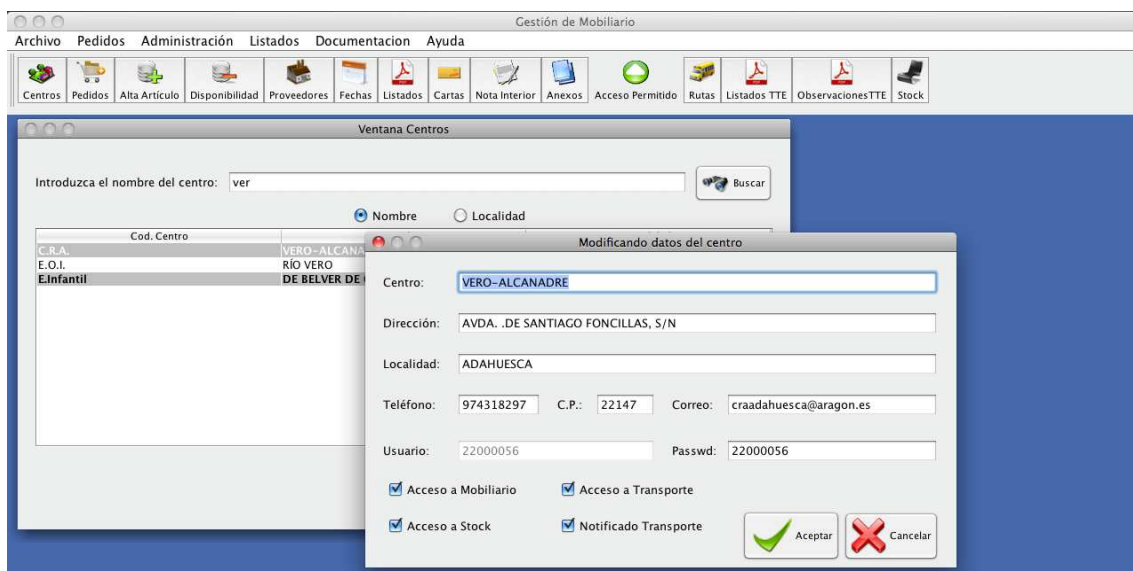 Gestión de Mobiliario
Archivo Pedidos Administración Listados Documentacion Ayuda
Centros Pedidos Alta Artículo Disponibilidad Proveedores Fechas Listados Cartas Nota Interior Anexos Acceso Permitido Rutas Listados TTE ObservacionesTTE Stock
Ventana Centros
Introduzca el nombre del centro: ver Buscar
Nombre Localidad
Cod. Centro
C.R.A. VERO-ALCANA
E.O.I. RÍO VERO
E.Infantil DE BELVER DE
Modificando datos del centro
Centro: VERO-ALCANADRE
Dirección: AVDA. .DE SANTIAGO FONCILLAS, S/N
Localidad: ADAHUESCA
Teléfono: 974318297 C.P.: 22147 Correo: craadahuesca@aragon.es
Usuario: 22000056 Passwd: 22000056
Acceso a Mobiliario Acceso a Transporte
Acceso a Stock Notificado Transporte
Aceptar Cancelar